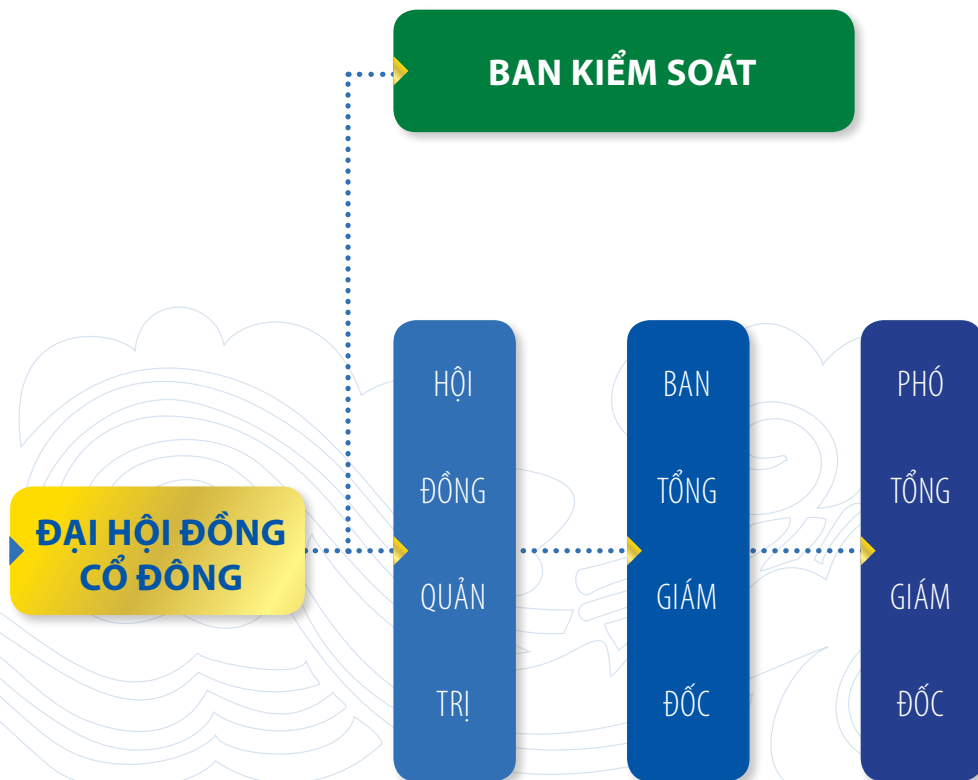 BAN KIỂM SOÁT
ĐẠI HỘI ĐỒNG
CỔ ĐÔNG
HỘI
ĐỒNG
QUẢN
TRỊ
BAN
TỔNG
GIÁM
ĐỐC
PHÓ
TỔNG
GIÁM
ĐỐC